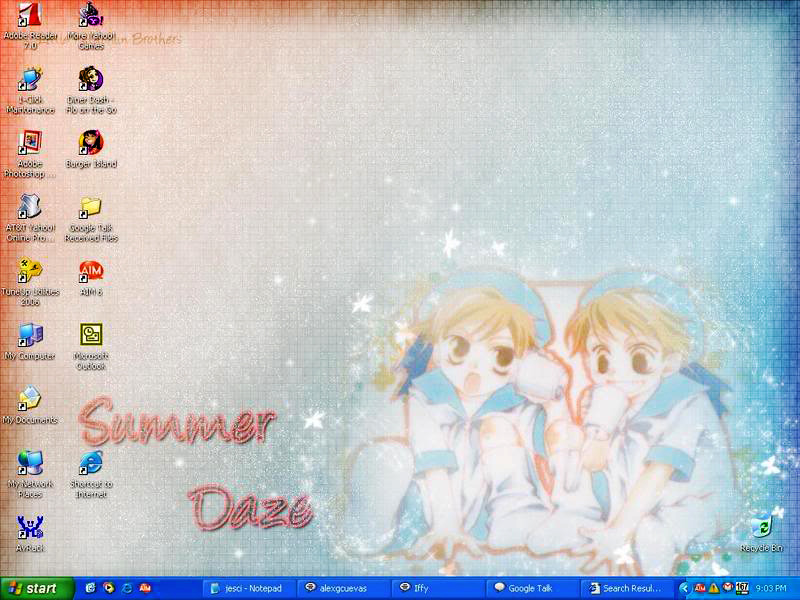 Adobe Reader
7.0
More Yahoo!
Games
Brothers
1-Click
Maintenance
Diner Dash -
Flo on the Go
Adobe
Photoshop ...
Burger Island
AT&T Yahoo!
Online Pro...
Google Talk
Received Files
TuneUp Utilities
2006
AIM
AIM 6
My Computer
Microsoft
Outlook
My Documents
Summer
Daze
My Network
Places
Shortcut to
Internet
AvRack
Recycle Bin
start
jesci - Notepad
alexgcuevas
Iffy
Google Talk
Search Resul...
167
9:03 PM